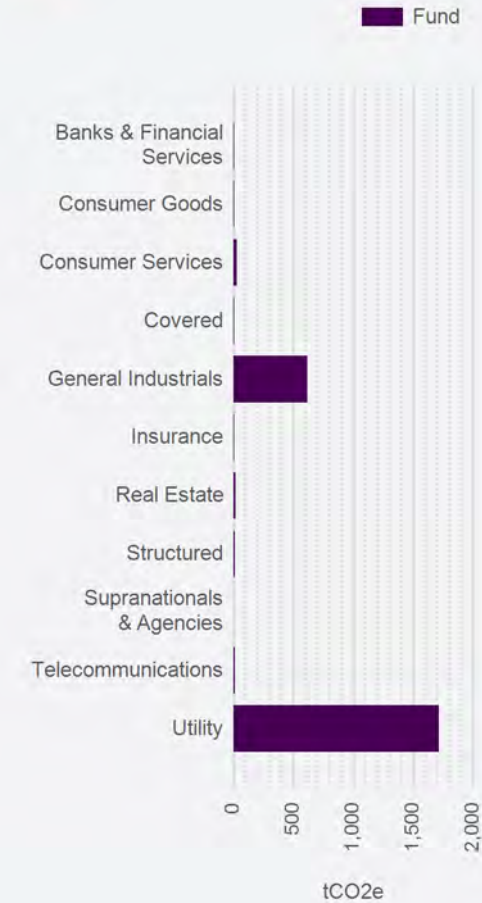 Fund
Banks & Financial
Services
Consumer Goods
Consumer Services
Covered
General Industrials
Insurance
Real Estate
Structured
Supranationals
& Agencies
Telecommunications
Utility
0
500
1,000
1,500
2,000
tCO2e